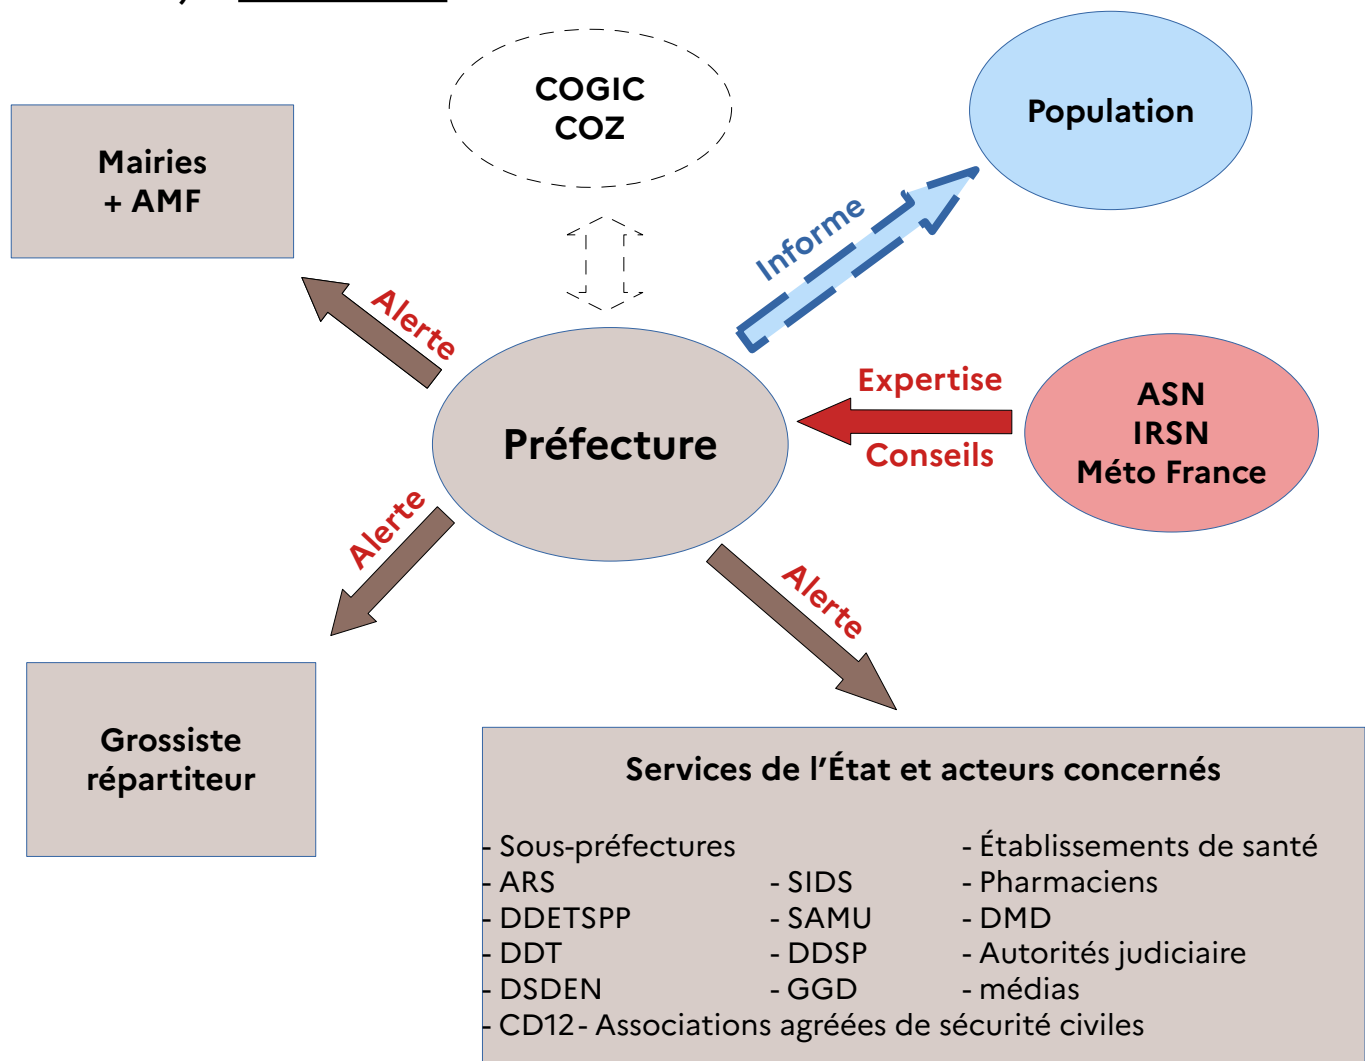 COGIC
COZ
Population
Mairies
+ AMF
Informe
Alerte
Expertise
ASN
IRSN
Méto France
Préfecture
Conseils
Alerte
Alerte
Grossiste
répartiteur
Services de l'État et acteurs concernés
- Sous-préfectures - Établissements de santé
- ARS - SIDS - Pharmaciens
- DDETSPP - SAMU - DMD
- DDT - DDSP - Autorités judiciaire
- DSDEN - GGD - médias
- CD12- Associations agréées de sécurité civiles